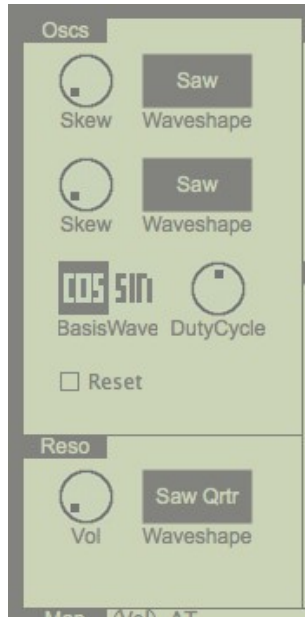 Oscs
Saw
Skew Waveshape
Saw
Skew Waveshape
cos sin
BasisWave DutyCycle
Reset
Reso
Saw Qrtr
Vol Waveshape